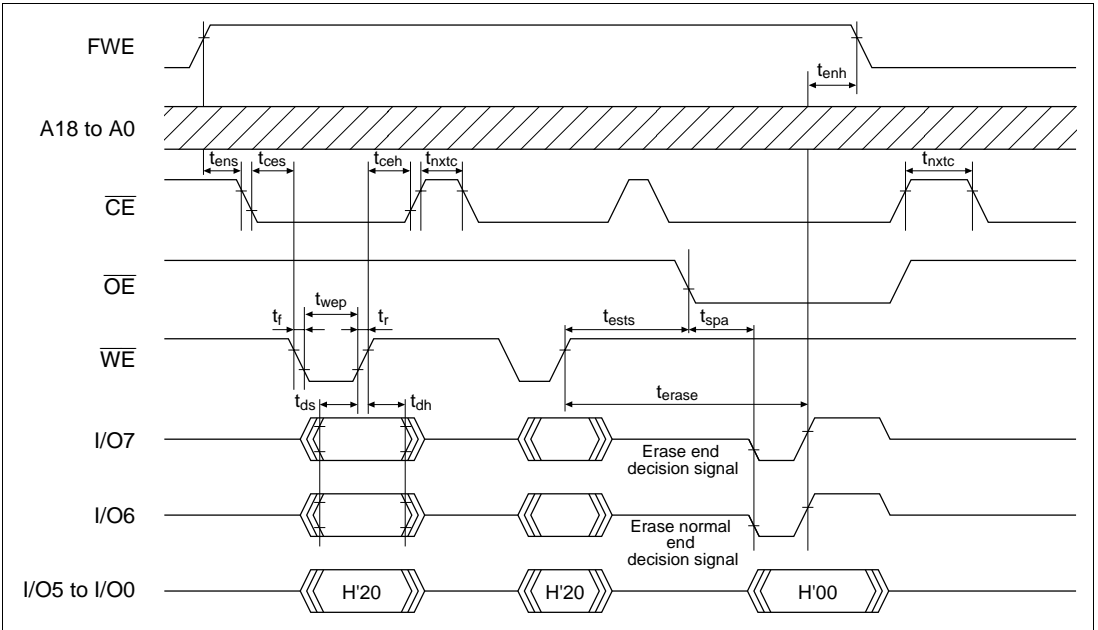 FWE
tenh
A18 to A0
tens
tces
tceh
tnxtc
tnxtc
CE
OE
twep
tf
tr
tests
tspa
WE
terase
tds
tdh
I/O7
Erase end
decision signal
I/O6
Erase normal
end
decision signal
I/O5 to I/O0
H'20
H'20
H'00